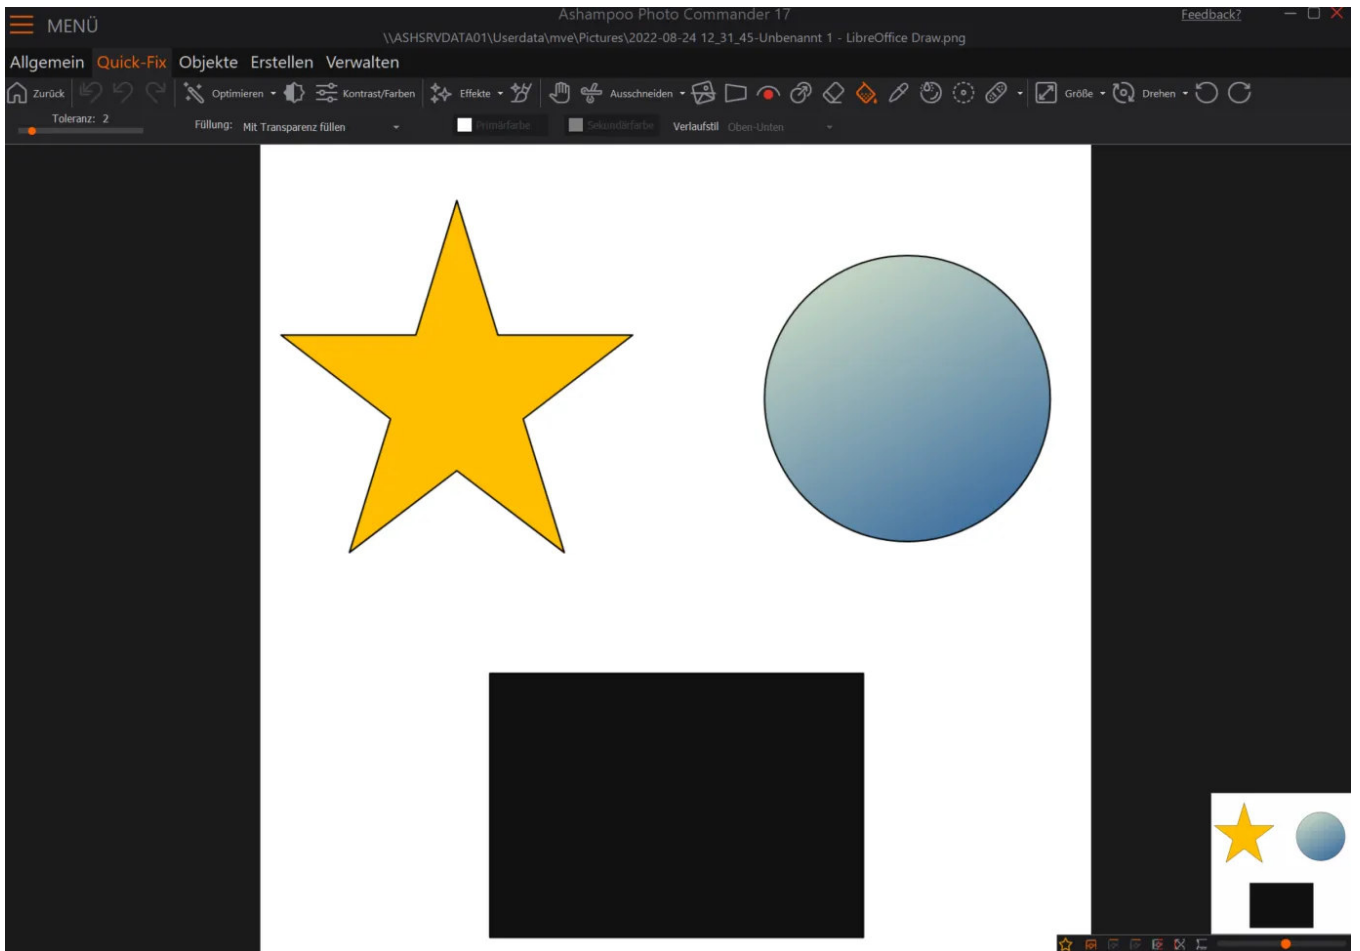 Ashampoo Photo Commander 17
Feedback?
MENÜ
\\ASHSRVDATA01\Userdata\mve\Pictures\2022-08-24 12_31_45-Unbenannt 1 - LibreOffice Draw.png
Allgemein Quick-Fix Objekte Erstellen Verwalten
Zurück Optimieren Kontrast/Farben Effekte Ausschneiden Größe Drehen
Toleranz: 2
Füllung: Mit Transparenz füllen Primärfarbe Sekundärfarbe Verlaufstil Oben-Unten